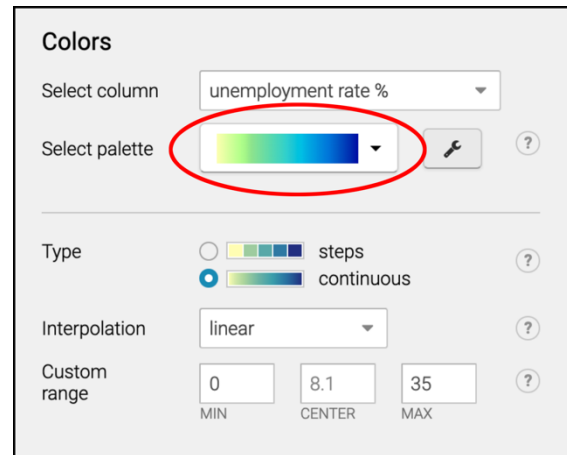 Colors
Select column unemployment rate %
Select palette ?
Type steps ?
continuous
Interpolation linear ?
Custom range 0 8.1 35 ?
MIN CENTER MAX